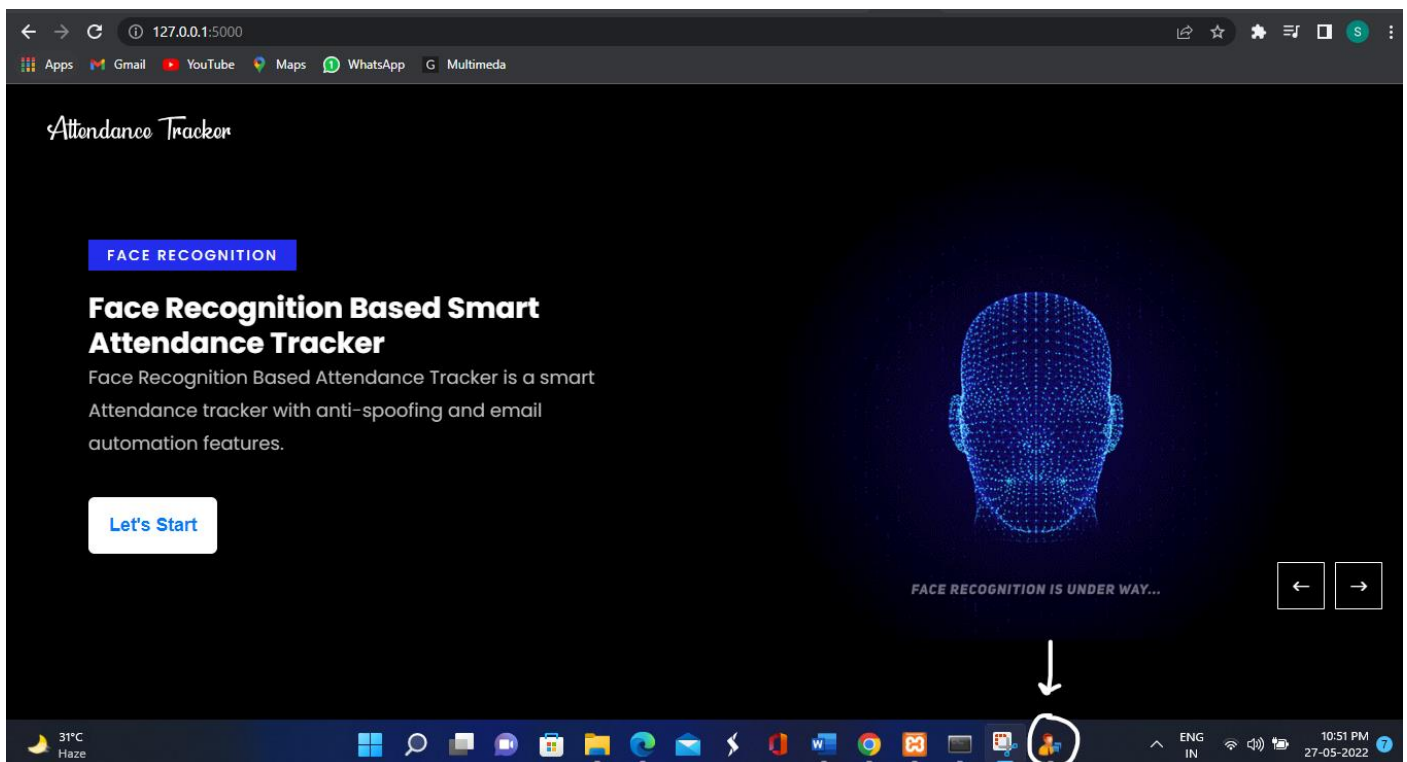 127.0.0.1:5000
Apps Gmail YouTube Maps WhatsApp G Multimeda
S
Attendance Tracker
FACE RECOGNITION
Face Recognition Based Smart
Attendance Tracker
Face Recognition Based Attendance Tracker is a smart
Attendance tracker with anti-spoofing and email
automation features.
Let's Start
FACE RECOGNITION IS UNDER WAY...
31°C
Haze
ENG
IN
10:51 PM
27-05-2022
7